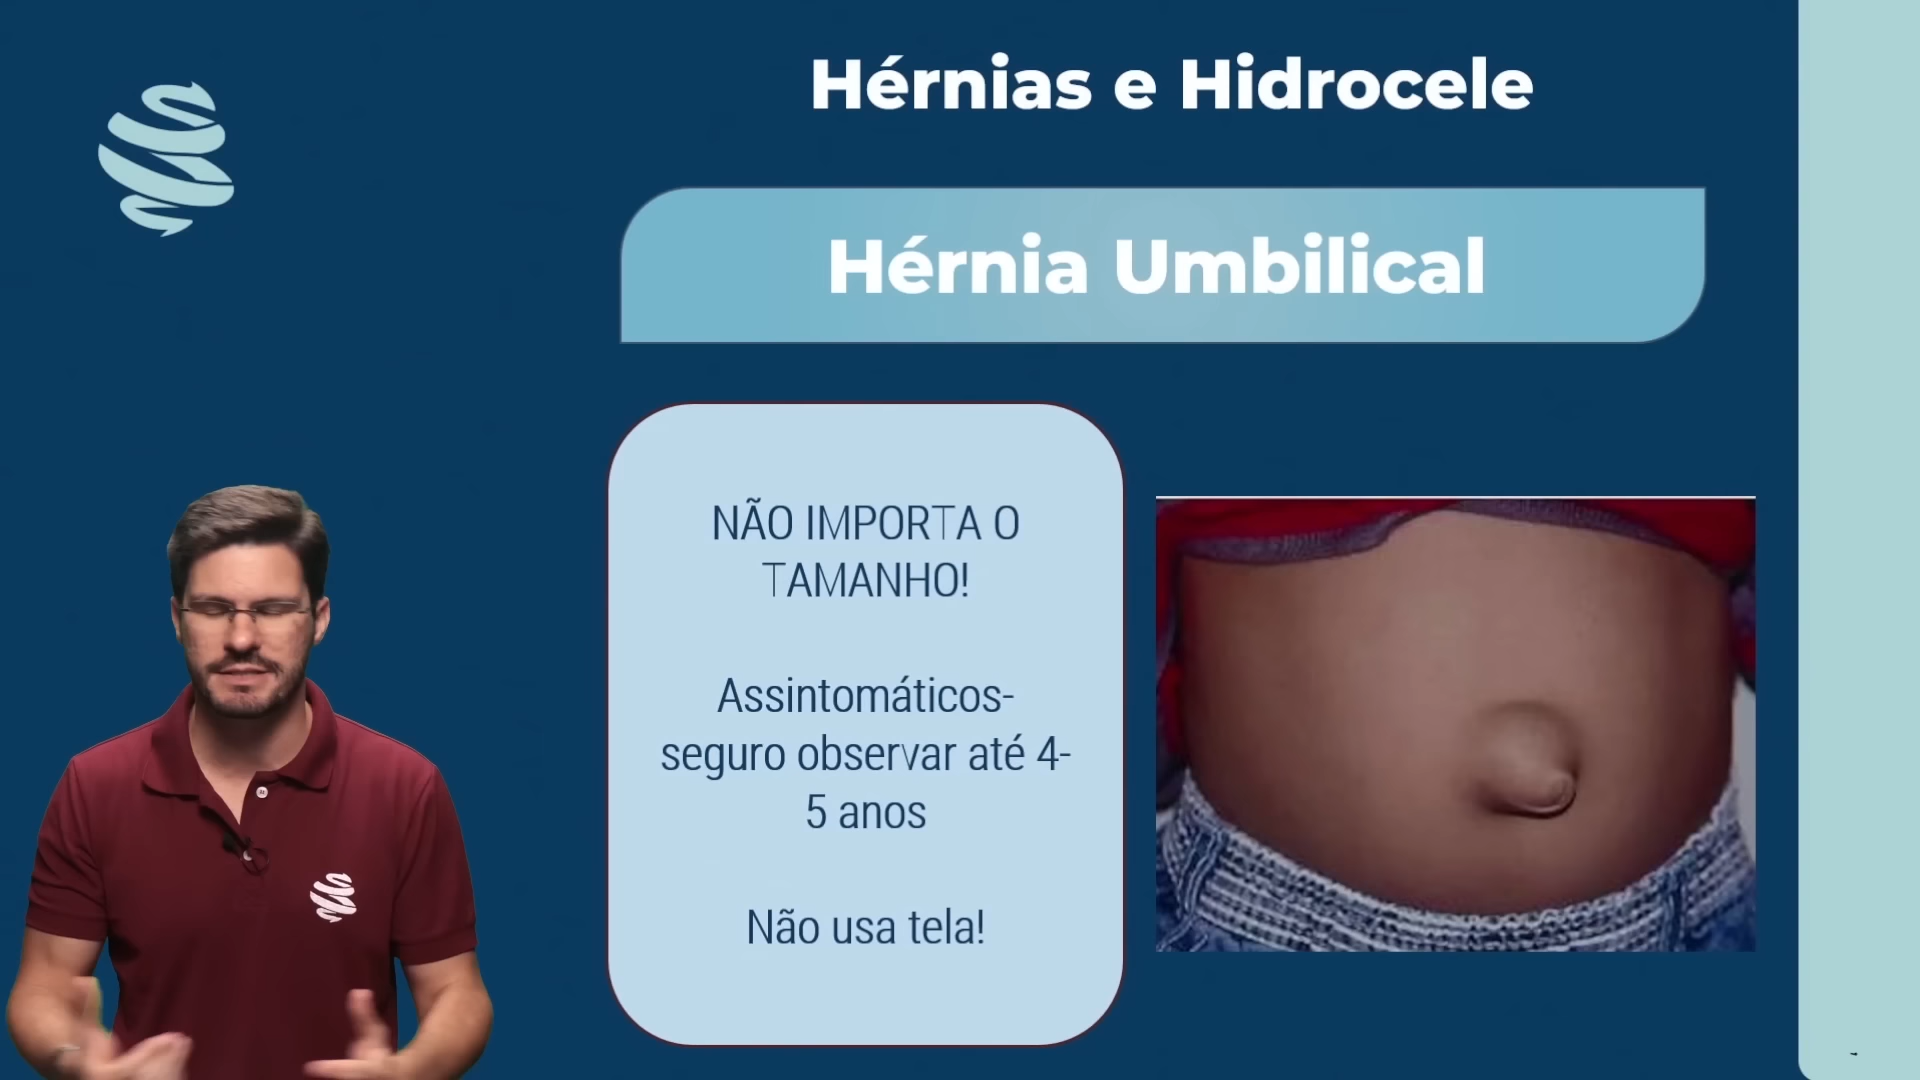 Hérnias e Hidrocele
Hérnia Umbilical
NÃO IMPORTA O
TAMANHO!
Assintomáticos-
seguro observar até 4-
5 anos
Não usa tela!